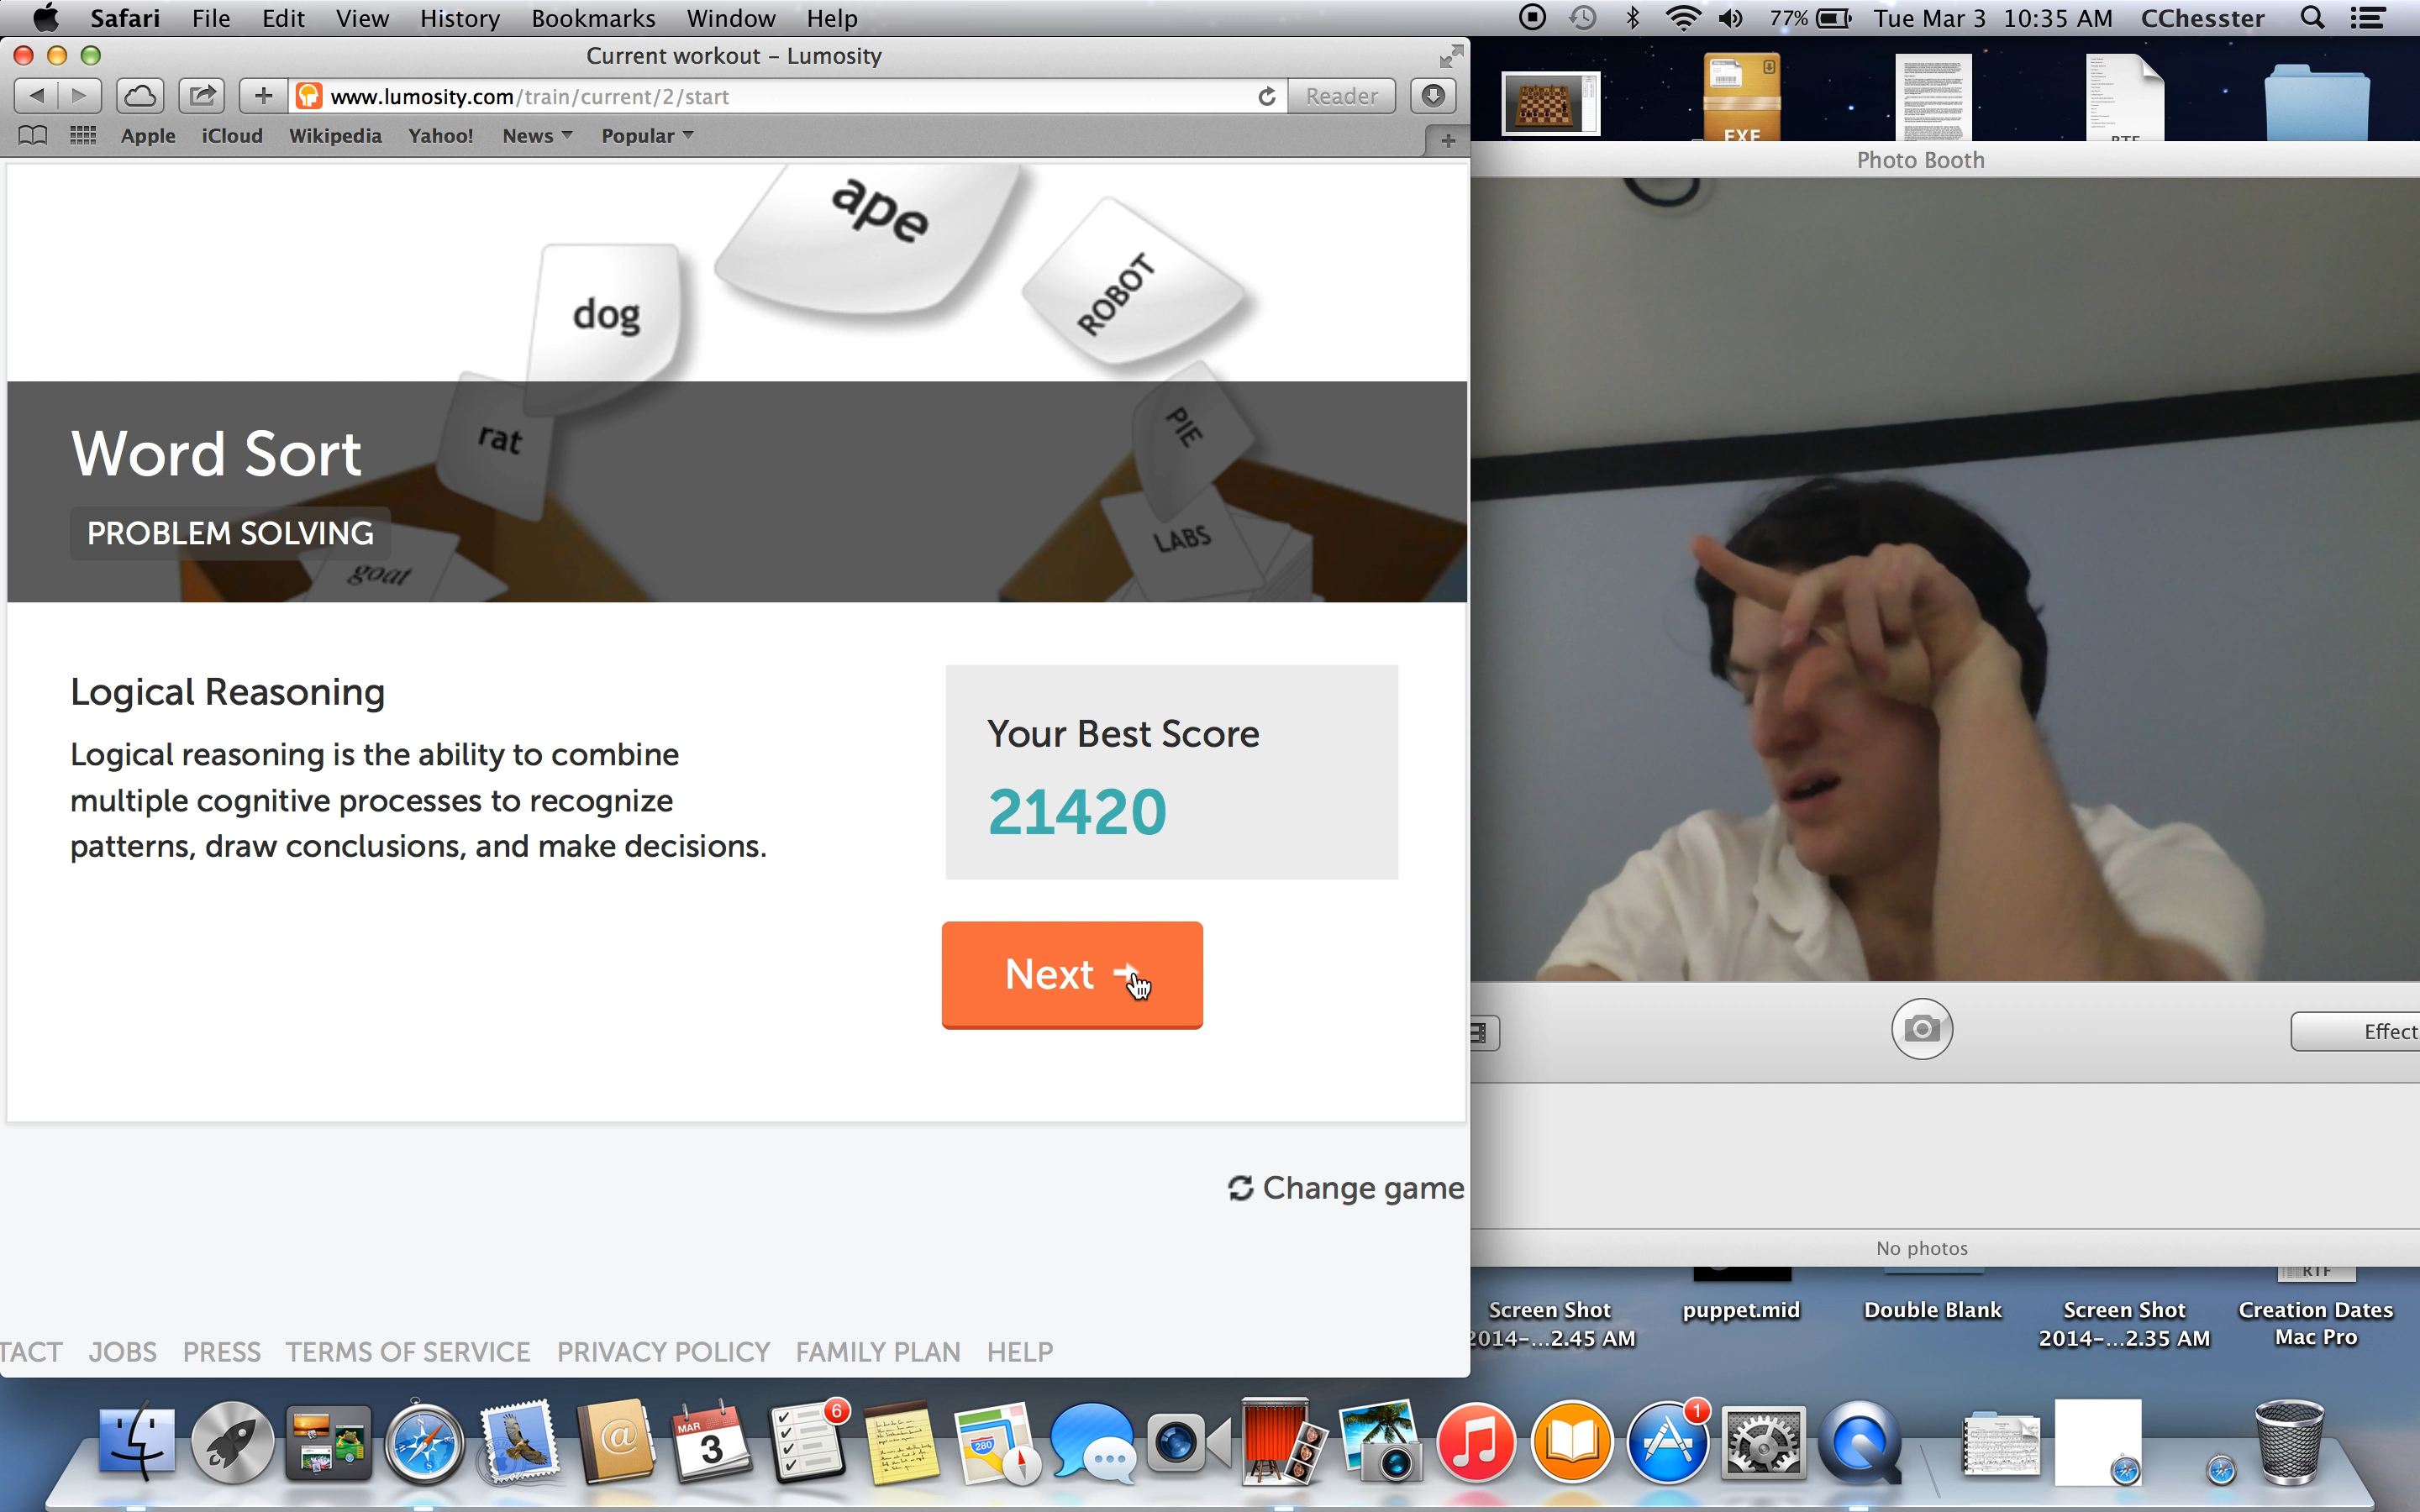 Safari File Edit View History Bookmarks Window Help
77% Tue Mar 3 10:35 AM CChesster
Current workout – Lumosity
www.lumosity.com/train/current/2/start
Reader
Apple iCloud Wikipedia Yahoo! News Popular
EXF
RTF
Photo Booth
ape
dog
ROBOT
rat
PIE
LABS
goat
Word Sort
PROBLEM SOLVING
Logical Reasoning
Logical reasoning is the ability to combine
multiple cognitive processes to recognize
patterns, draw conclusions, and make decisions.
Your Best Score
21420
Next
Change game
TACT JOBS PRESS TERMS OF SERVICE PRIVACY POLICY FAMILY PLAN HELP
Effect
No photos
RTF
Screen Shot
2014-...2.45 AM
puppet.mid
Double Blank
Screen Shot
2014-...2.35 AM
Creation Dates
Mac Pro
MAR
3
6
280
1